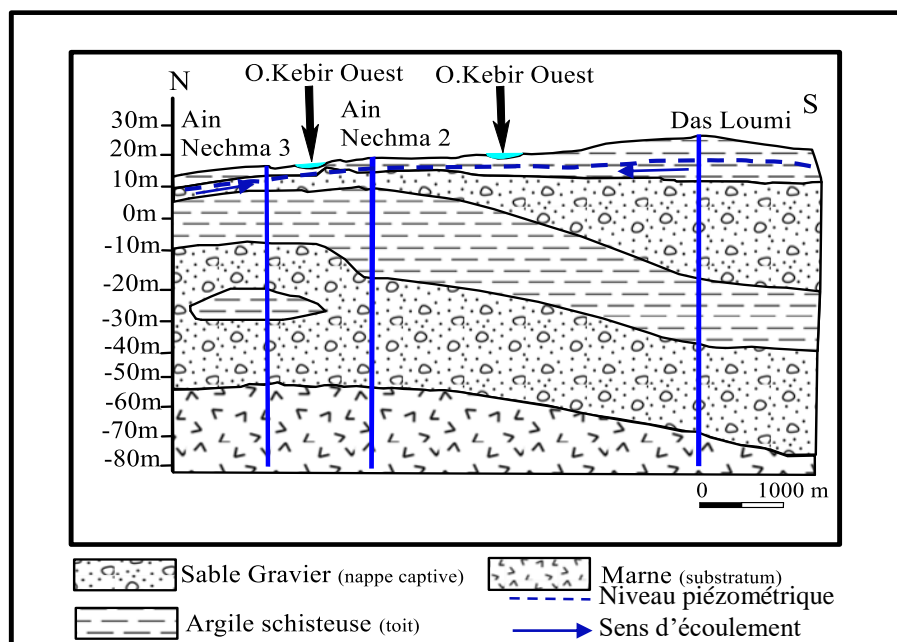 O.Kebir Ouest
O.Kebir Ouest
N
S
Ain
Nechma 3
Ain
Nechma 2
Das Loumi
30m
20m
10m
0m
-10m
-20m
-30m
-40m
-50m
-60m
-70m
-80m
0 1000 m
Sable Gravier (nappe captive)
Argile schisteuse (toit)
Marne (substratum)
Niveau piézométrique
Sens d'écoulement